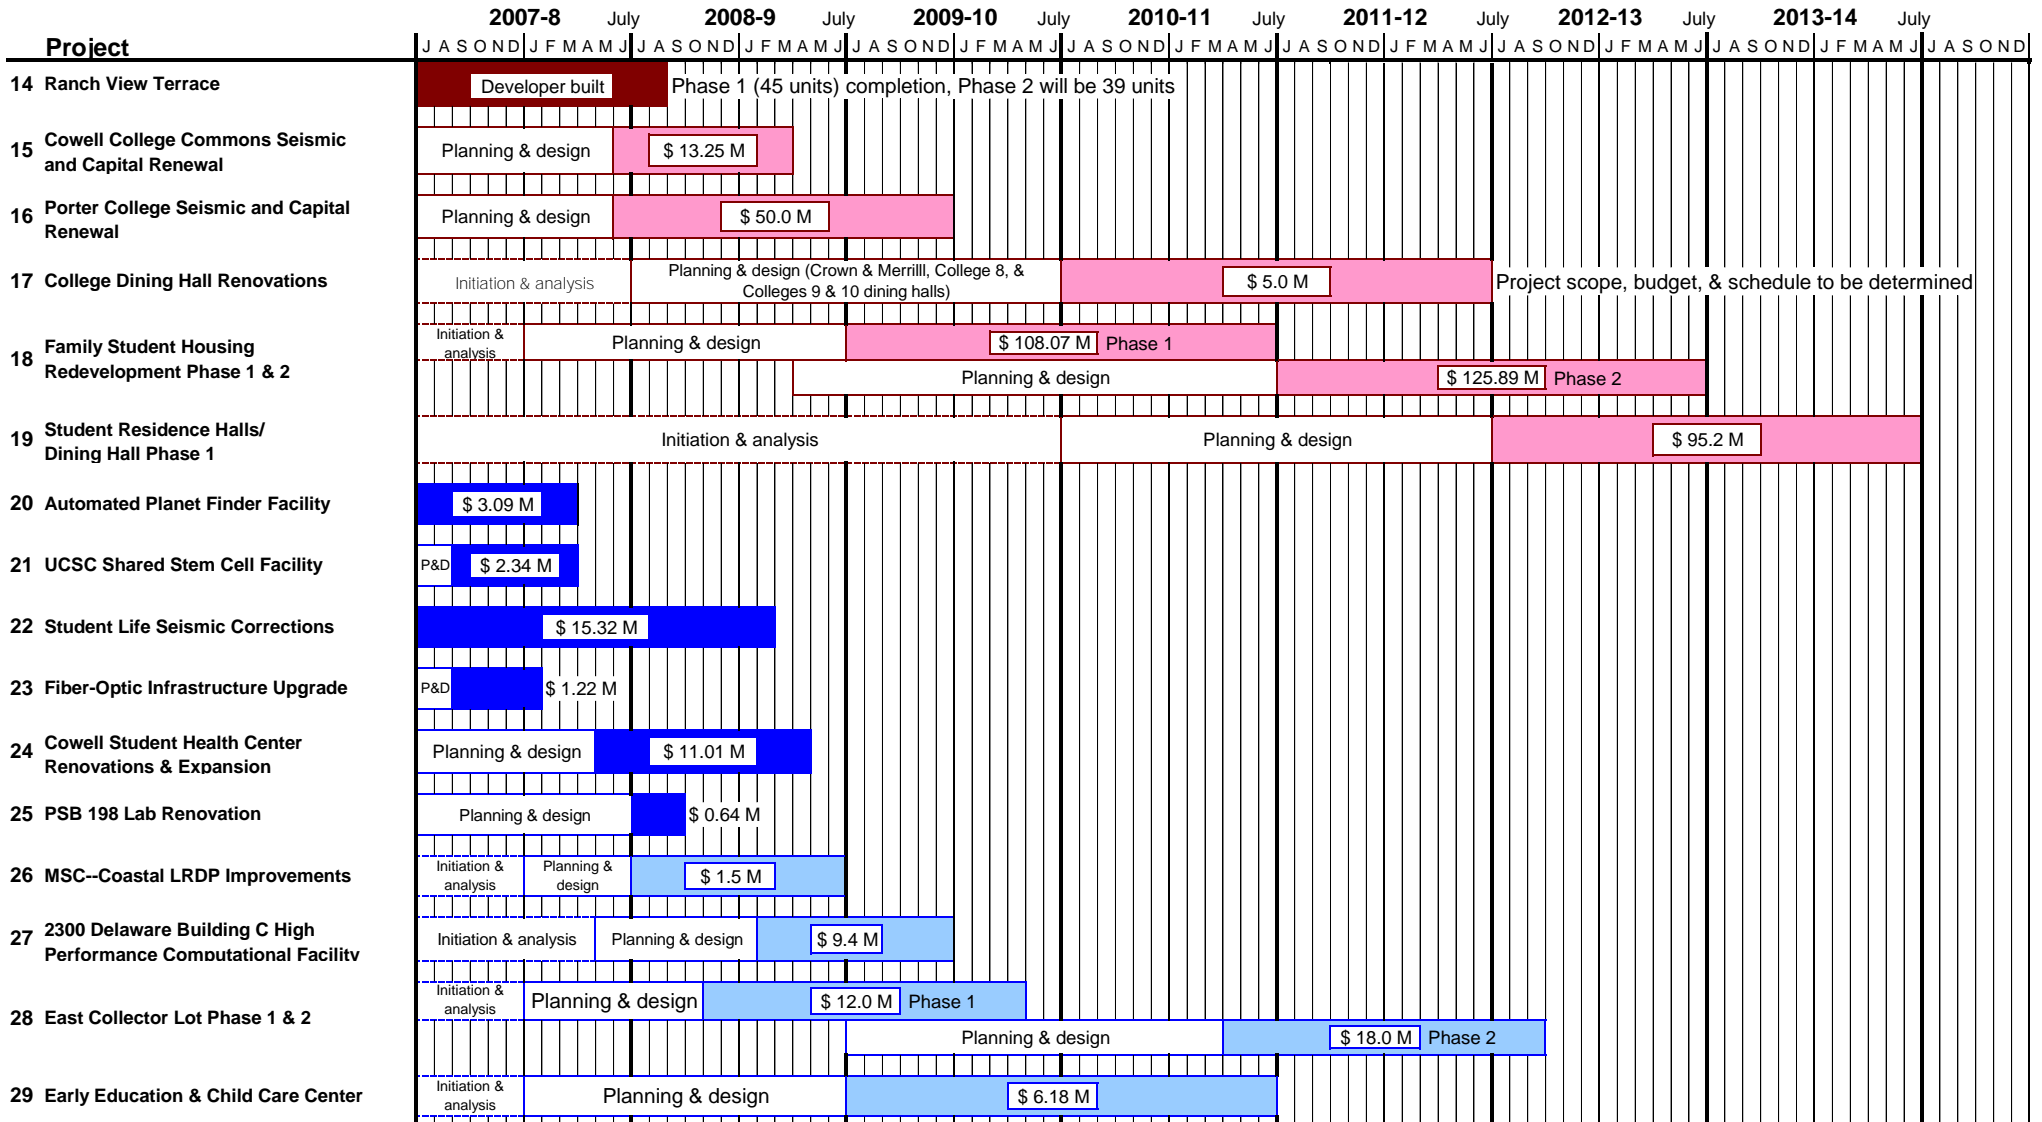 2007-8 July 2008-9 July 2009-10 July 2010-11 July 2011-12 July 2012-13 July 2013-14 July
Project J A S O N D J F M A M J J A S O N D J F M A M J J A S O N D J F M A M J J A S O N D J F M A M J J A S O N D J F M A M J J A S O N D J F M A M J J A S O N D J F M A M J J A S O N D
14 Ranch View Terrace Developer built Phase 1 (45 units) completion, Phase 2 will be 39 units
15 Cowell College Commons Seismic
and Capital Renewal
Planning & design $ 13.25 M
16 Porter College Seismic and Capital
Renewal
Planning & design $ 50.0 M
17 College Dining Hall Renovations Initiation & analysis
Planning & design (Crown & Merrilll, College 8, &
Colleges 9 & 10 dining halls)
$ 5.0 M Project scope, budget, & schedule to be determined
18 Family Student Housing
Redevelopment Phase 1 & 2
Initiation &
analysis
Planning & design $ 108.07 M Phase 1
Planning & design $ 125.89 M Phase 2
19 Student Residence Halls/
Dining Hall Phase 1
Initiation & analysis Planning & design $ 95.2 M
20 Automated Planet Finder Facility $ 3.09 M
21 UCSC Shared Stem Cell Facility P&D $ 2.34 M
22 Student Life Seismic Corrections $ 15.32 M
23 Fiber-Optic Infrastructure Upgrade P&D $ 1.22 M
24 Cowell Student Health Center
Renovations & Expansion
Planning & design $ 11.01 M
25 PSB 198 Lab Renovation Planning & design $ 0.64 M
26 MSC--Coastal LRDP Improvements
Initiation &
analysis
Planning &
design
$ 1.5 M
27 2300 Delaware Building C High
Performance Computational Facility
Initiation & analysis Planning & design $ 9.4 M
28 East Collector Lot Phase 1 & 2
Initiation &
analysis
Planning & design $ 12.0 M Phase 1
Planning & design $ 18.0 M Phase 2
29 Early Education & Child Care Center
Initiation &
analysis
Planning & design $ 6.18 M